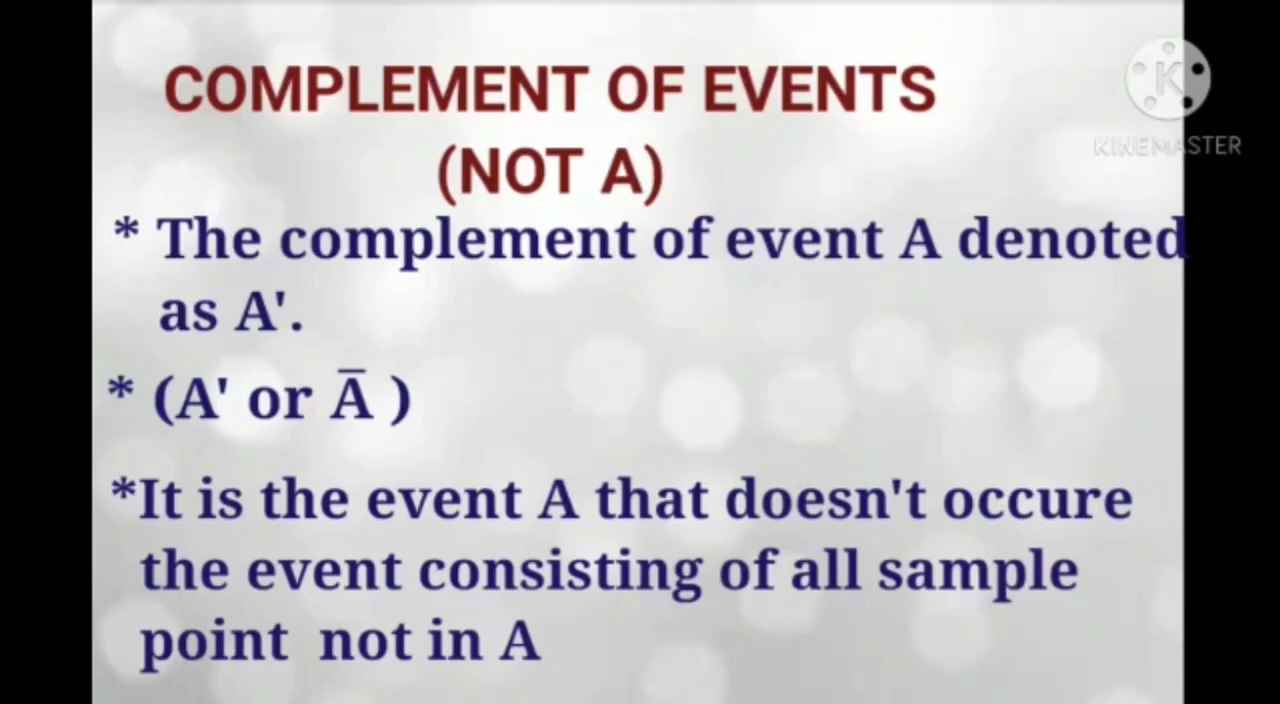 COMPLEMENT OF EVENTS
(NOT A)
* The complement of event A denoted
as A'.
* (A' or Ā )
*It is the event A that doesn't occure
the event consisting of all sample
point not in A
K
KINEMASTER